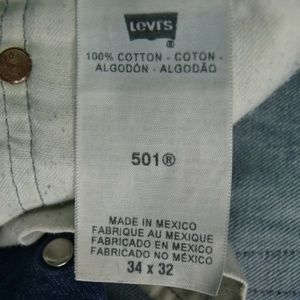 Levi's
100% COTTON - COTON -
ALGODÓN - ALGODÃO
501®
MADE IN MEXICO
FABRIQUE AU MEXIQUE
FABRICADO EN MEXICO
FABRICADO NO MEXICO
34 x 32